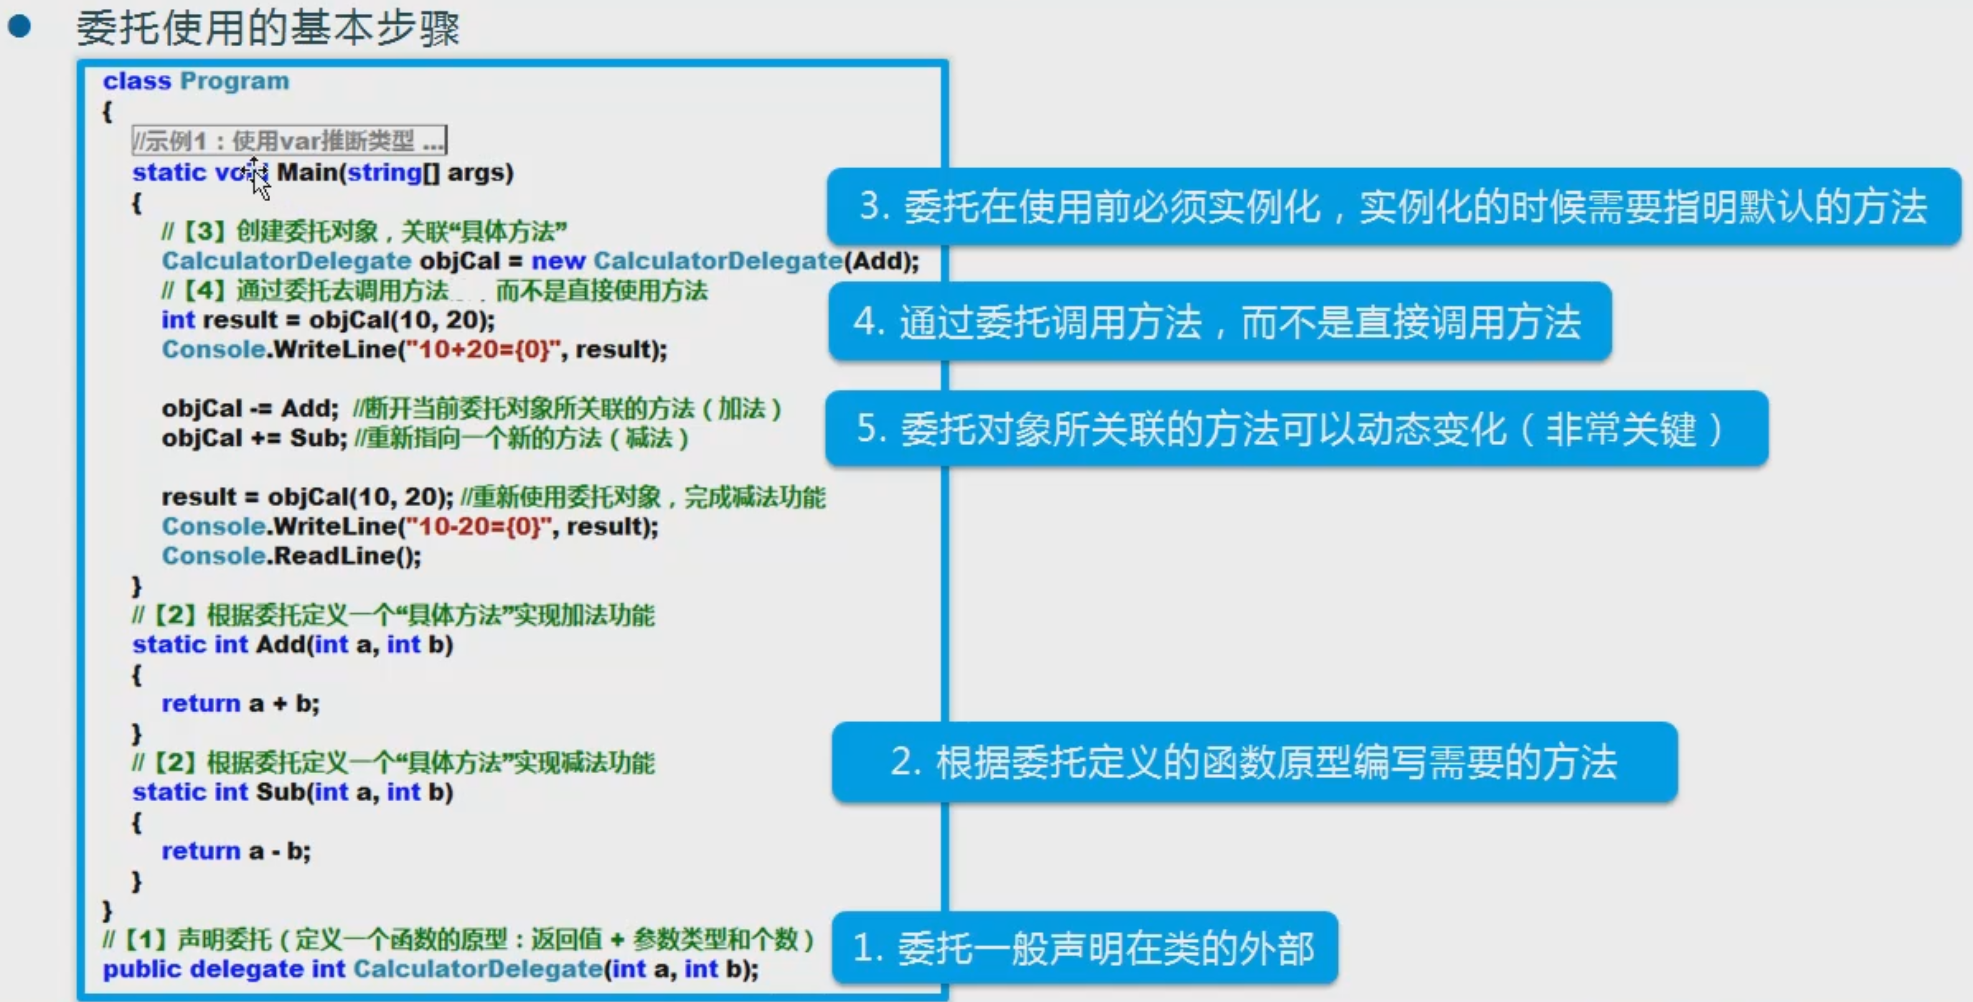 委托使用的基本步骤
class Program
{
//示例1：使用var推断类型 ...
static void Main(string[] args)
{
//【3】创建委托对象，关联“具体方法”
CalculatorDelegate objCal = new CalculatorDelegate(Add);
//【4】通过委托去调用方法 而不是直接使用方法
int result = objCal(10, 20);
Console.WriteLine("10+20={0}", result);
objCal -= Add; //断开当前委托对象所关联的方法（加法）
objCal += Sub; //重新指向一个新的方法（减法）
result = objCal(10, 20); //重新使用委托对象，完成减法功能
Console.WriteLine("10-20={0}", result);
Console.ReadLine();
}
//【2】根据委托定义一个“具体方法”实现加法功能
static int Add(int a, int b)
{
return a + b;
}
//【2】根据委托定义一个“具体方法”实现减法功能
static int Sub(int a, int b)
{
return a - b;
}
}
//【1】声明委托（定义一个函数的原型：返回值 + 参数类型和个数）
public delegate int CalculatorDelegate(int a, int b);
3. 委托在使用前必须实例化，实例化的时候需要指明默认的方法
4. 通过委托调用方法，而不是直接调用方法
5. 委托对象所关联的方法可以动态变化（非常关键）
2. 根据委托定义的函数原型编写需要的方法
1. 委托一般声明在类的外部